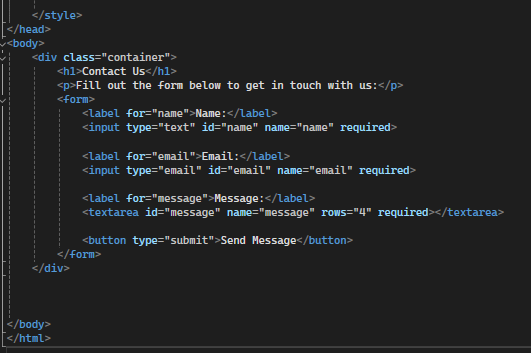 </style>
</head>
<body>
<div class="container">
<h1>Contact Us</h1>
<p>Fill out the form below to get in touch with us:</p>
<form>
<label for="name">Name:</label>
<input type="text" id="name" name="name" required>
<label for="email">Email:</label>
<input type="email" id="email" name="email" required>
<label for="message">Message:</label>
<textarea id="message" name="message" rows="4" required></textarea>
<button type="submit">Send Message</button>
</form>
</div>
</body>
</html>